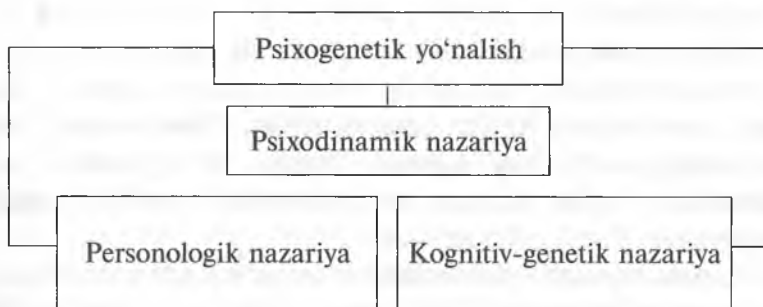 Psixogenetik yo‘nalish
Psixodinamik nazariya
Personologik nazariya
Kognitiv-genetik nazariya